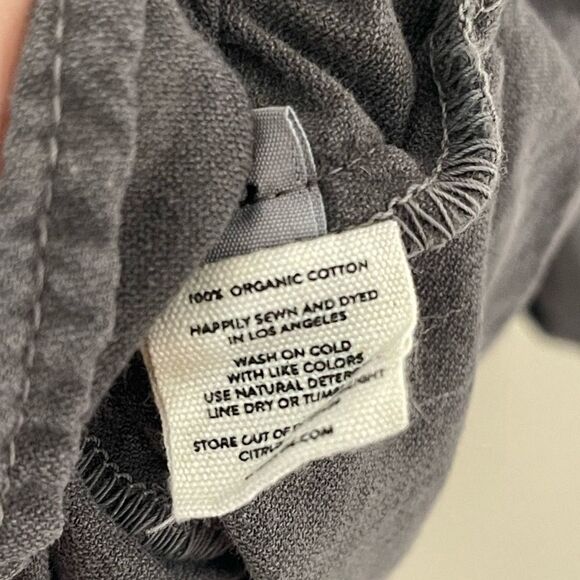 100% ORGANIC COTTON
HAPPILY SEWN AND DYED
IN LOS ANGELES
WASH ON COLD
WITH LIKE COLORS
USE NATURAL
LINE DRY OR
STORE OUT OF